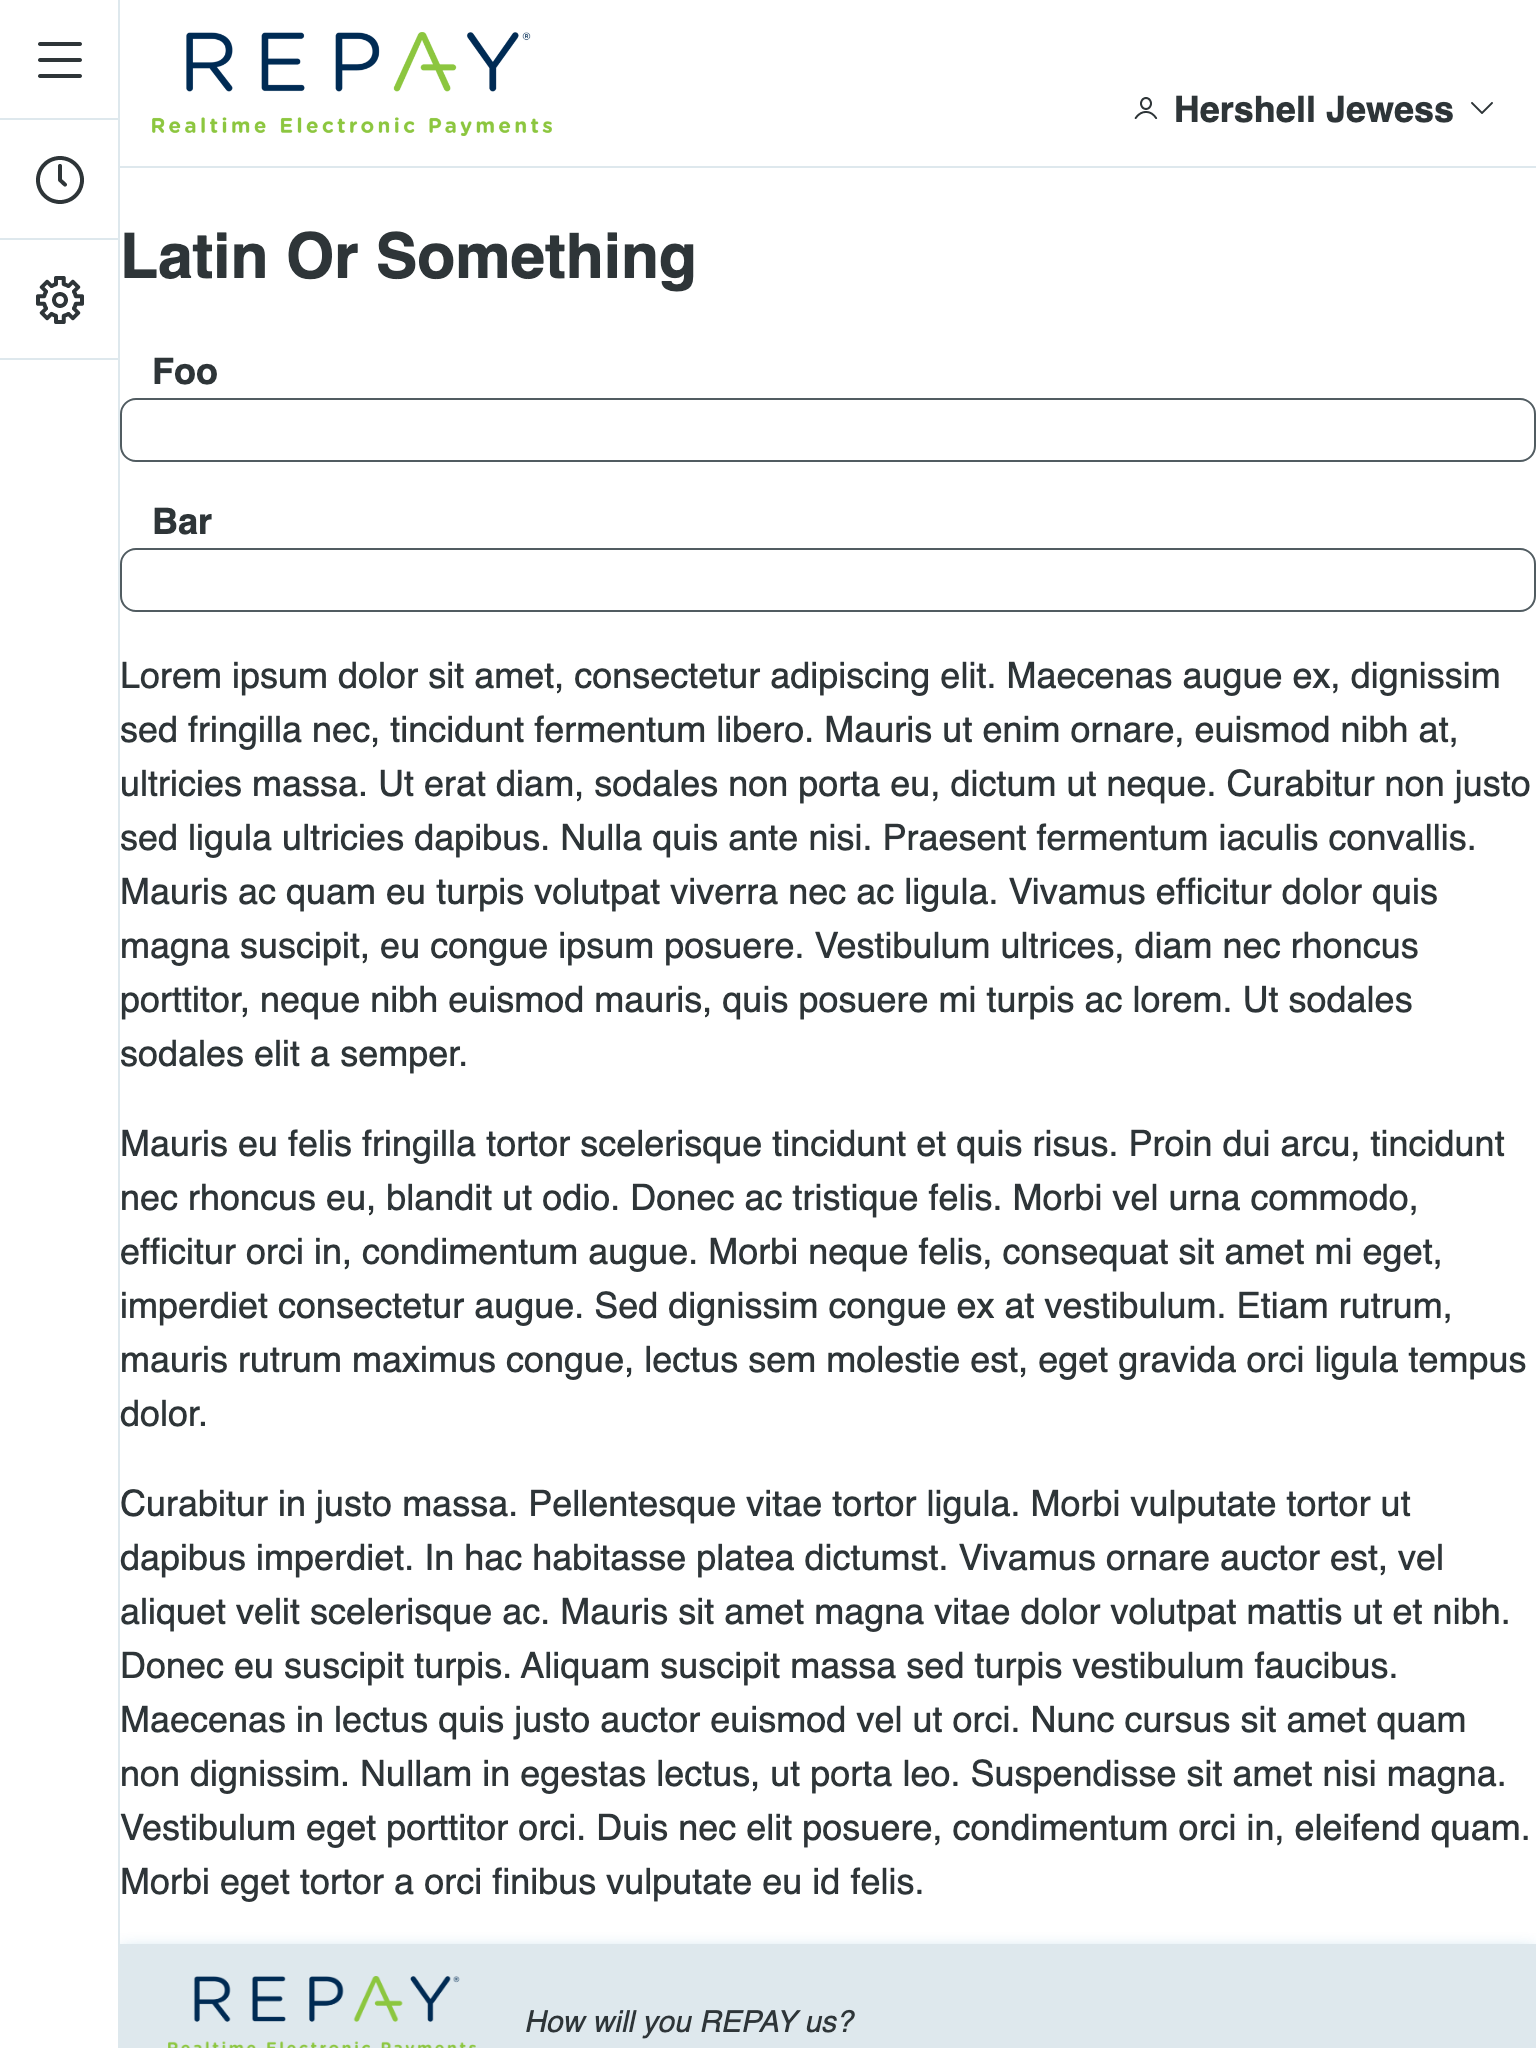 REPAY®
Realtime Electronic Payments
Hershell Jewess
Latin Or Something
Foo
Bar
Lorem ipsum dolor sit amet, consectetur adipiscing elit. Maecenas augue ex, dignissim
sed fringilla nec, tincidunt fermentum libero. Mauris ut enim ornare, euismod nibh at,
ultricies massa. Ut erat diam, sodales non porta eu, dictum ut neque. Curabitur non justo
sed ligula ultricies dapibus. Nulla quis ante nisi. Praesent fermentum iaculis convallis.
Mauris ac quam eu turpis volutpat viverra nec ac ligula. Vivamus efficitur dolor quis
magna suscipit, eu congue ipsum posuere. Vestibulum ultrices, diam nec rhoncus
porttitor, neque nibh euismod mauris, quis posuere mi turpis ac lorem. Ut sodales
sodales elit a semper.
Mauris eu felis fringilla tortor scelerisque tincidunt et quis risus. Proin dui arcu, tincidunt
nec rhoncus eu, blandit ut odio. Donec ac tristique felis. Morbi vel urna commodo,
efficitur orci in, condimentum augue. Morbi neque felis, consequat sit amet mi eget,
imperdiet consectetur augue. Sed dignissim congue ex at vestibulum. Etiam rutrum,
mauris rutrum maximus congue, lectus sem molestie est, eget gravida orci ligula tempus
dolor.
Curabitur in justo massa. Pellentesque vitae tortor ligula. Morbi vulputate tortor ut
dapibus imperdiet. In hac habitasse platea dictumst. Vivamus ornare auctor est, vel
aliquet velit scelerisque ac. Mauris sit amet magna vitae dolor volutpat mattis ut et nibh.
Donec eu suscipit turpis. Aliquam suscipit massa sed turpis vestibulum faucibus.
Maecenas in lectus quis justo auctor euismod vel ut orci. Nunc cursus sit amet quam
non dignissim. Nullam in egestas lectus, ut porta leo. Suspendisse sit amet nisi magna.
Vestibulum eget porttitor orci. Duis nec elit posuere, condimentum orci in, eleifend quam.
Morbi eget tortor a orci finibus vulputate eu id felis.
REPAY®
How will you REPAY us?
Realtime Electronic Payments